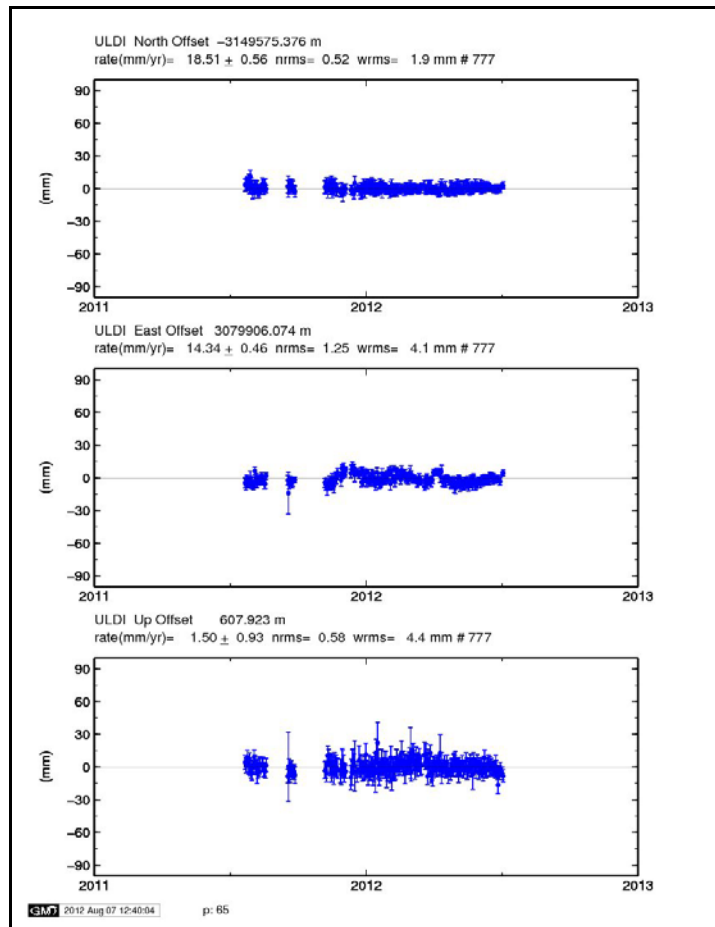 ULDI North Offset −3149575.376 m
rate(mm/yr)= 18.51 ± 0.56 nrms= 0.52 wrms= 1.9 mm # 777
90
60
30
0
−30
−60
−90
(mm)
2011 2012 2013
ULDI East Offset 3079906.074 m
rate(mm/yr)= 14.34 ± 0.46 nrms= 1.25 wrms= 4.1 mm # 777
90
60
30
0
−30
−60
−90
(mm)
2011 2012 2013
ULDI Up Offset 607.923 m
rate(mm/yr)= 1.50 ± 0.93 nrms= 0.58 wrms= 4.4 mm # 777
90
60
30
0
−30
−60
−90
(mm)
2011 2012 2013
GMT 2012 Aug 07 12:40:04 p: 65